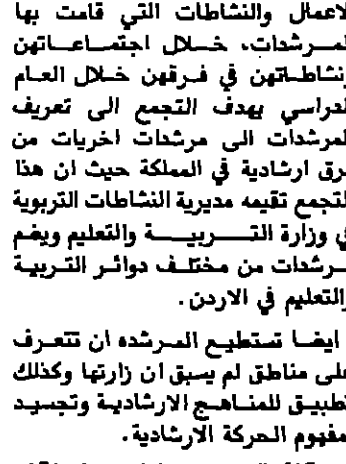 لاعمال والنشاطات التي قامت بها
لمرشدات، خلال اجتماعاتهن
نشاطاتهن في فرقهن خلال العام
لدراسي بهدف التجمع الى تعريف
لمرشدات الى مرشدات اخريات من
رق ارشادية في المملكة حيث ان هذا
لتجمع تقيمه مديرية النشاطات التربوية
ي وزارة التربية والتعليم ويضم
رشدات من مختلف دوائر التربية
التعليم في الاردن.
ايضا تستطيع المرشده ان تتعرف
على مناطق لم يسبق ان زارتها وكذلك
تطبيق للمناهج الارشادية وتجسيد
مفهوم الحركة الارشادية.